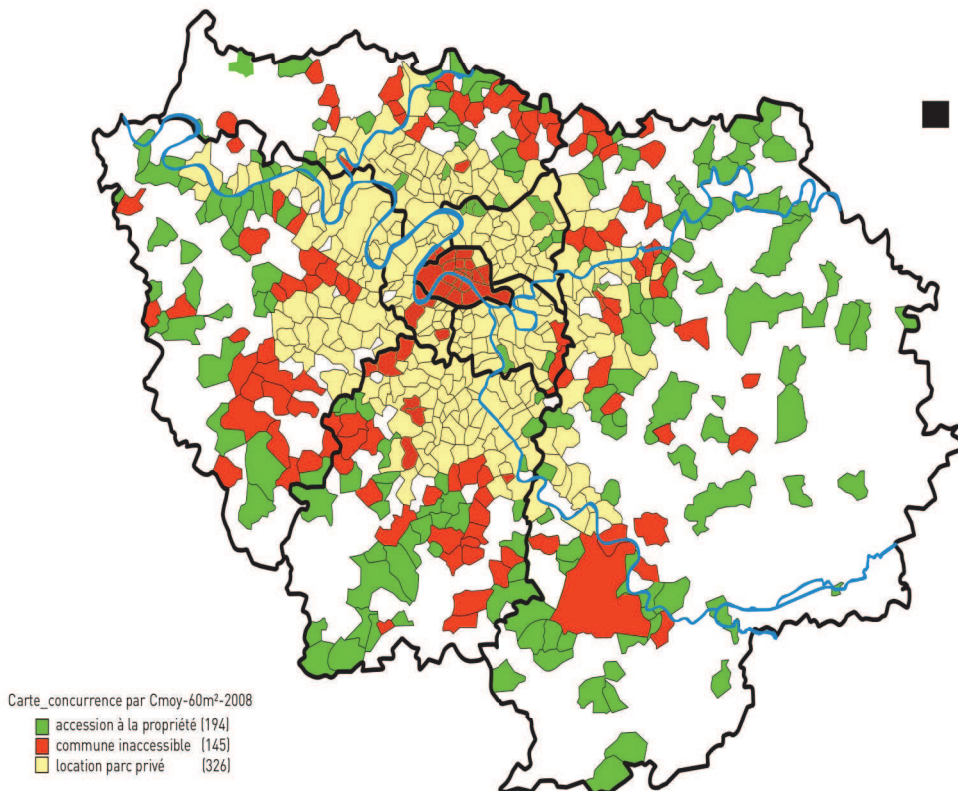 Carte_concurrence par Cmoy-60m²-2008
accession à la propriété (194)
commune inaccessible (145)
location parc privé (326)